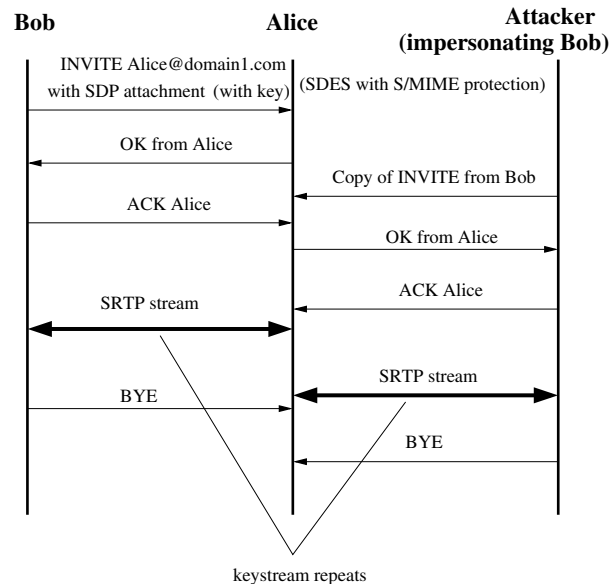 Bob
Alice
Attacker
(impersonating Bob)
INVITE Alice@domain1.com
with SDP attachment (with key)
(SDES with S/MIME protection)
OK from Alice
Copy of INVITE from Bob
ACK Alice
OK from Alice
ACK Alice
SRTP stream
SRTP stream
BYE
BYE
keystream repeats